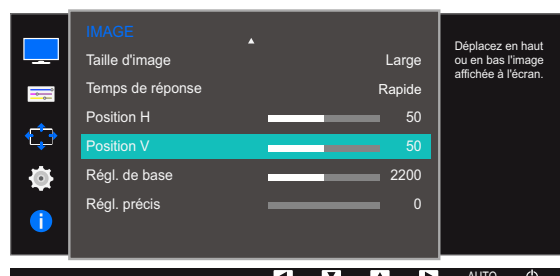 IMAGE
Taille d'image Large
Temps de réponse Rapide
Position H 50
Position V 50
Régl. de base 2200
Régl. précis 0
Déplacez en haut
ou en bas l'image
affichée à l'écran.
AUTO